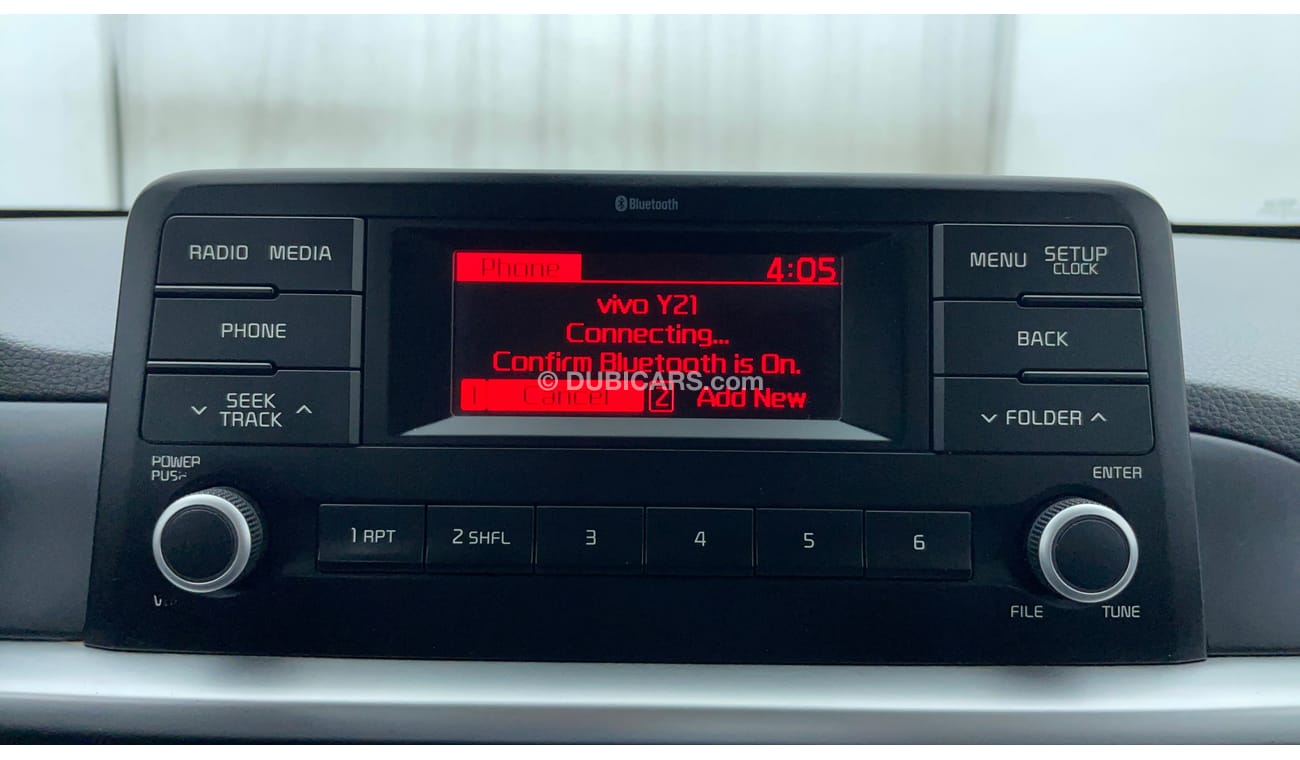 Bluetooth
RADIO MEDIA
PHONE
SEEK
TRACK
Phone 4:05
vivo Y21
Connecting...
Confirm Bluetooth is On.
1 Cancel 2 Add New
© DUBICARS.com
MENU SETUP
CLOCK
BACK
FOLDER
POWER
PUSH
ENTER
1 RPT 2 SHFL 3 4 5 6
FILE TUNE